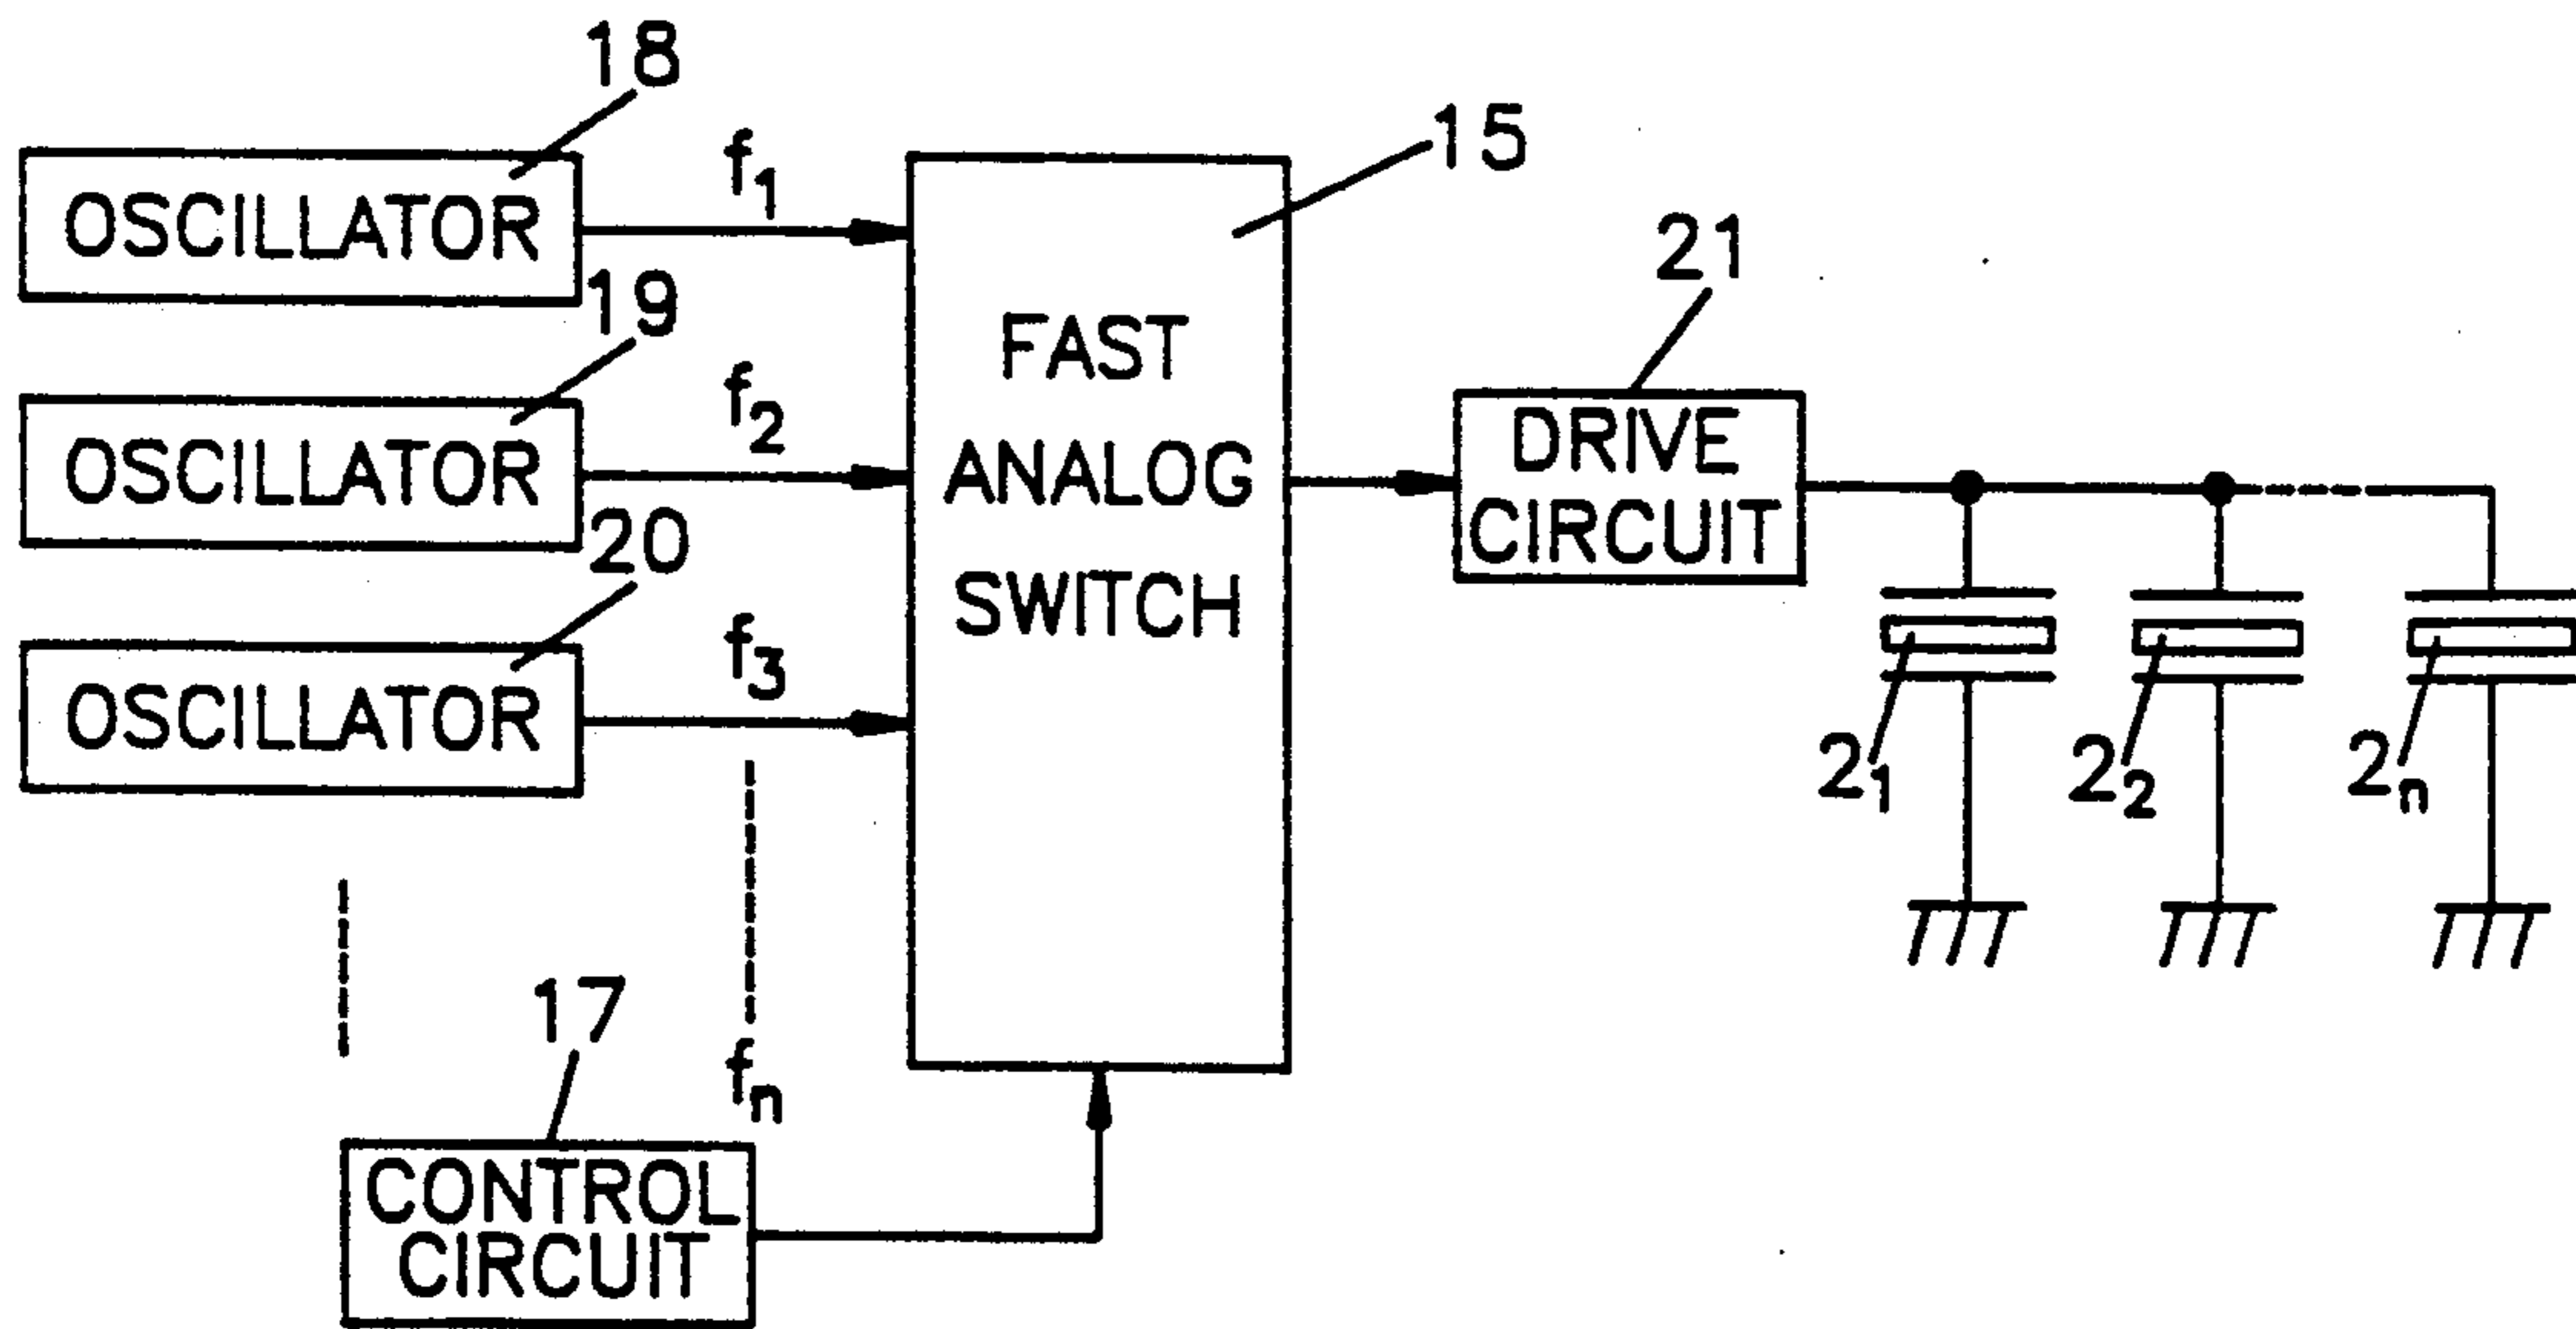 18
OSCILLATOR
f1
15
19
OSCILLATOR
f2
FAST
ANALOG
SWITCH
21
DRIVE
CIRCUIT
20
OSCILLATOR
f3
21
22
2n
17
fn
CONTROL
CIRCUIT